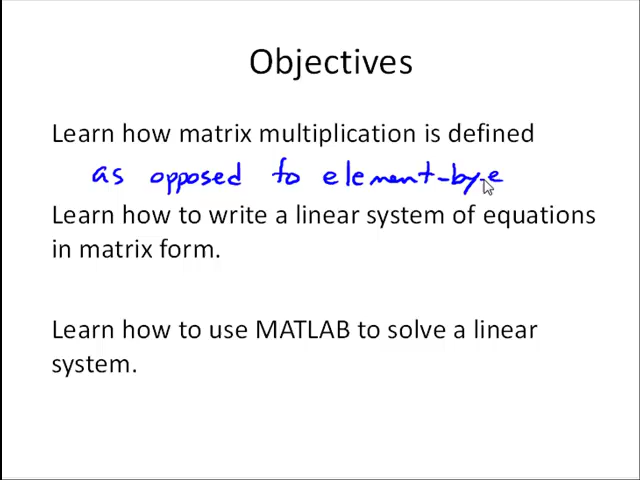 Objectives
Learn how matrix multiplication is defined
as opposed to element-by-e
Learn how to write a linear system of equations
in matrix form.
Learn how to use MATLAB to solve a linear
system.